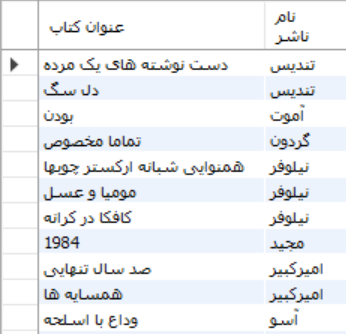 نام ناشر عنوان کتاب
تندیس دست نوشته های یک مرده
تندیس دل سگ
آموت بودن
گردون تماما مخصوص
نیلوفر همنوایی شبانه ارکستر چوبها
نیلوفر مومیا و عسل
نیلوفر کافکا در کرانه
مجید 1984
امیرکبیر صد سال تنهایی
امیرکبیر همسایه ها
آسو وداع با اسلحه